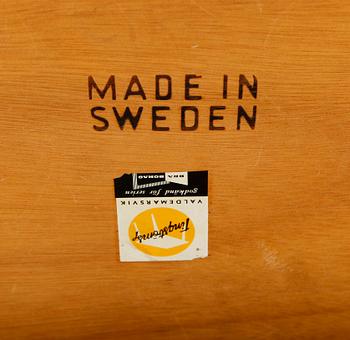 MADE IN
SWEDEN
Tingströms
VALDEMARSVIK
godkänd för serien
BRA BOHAG